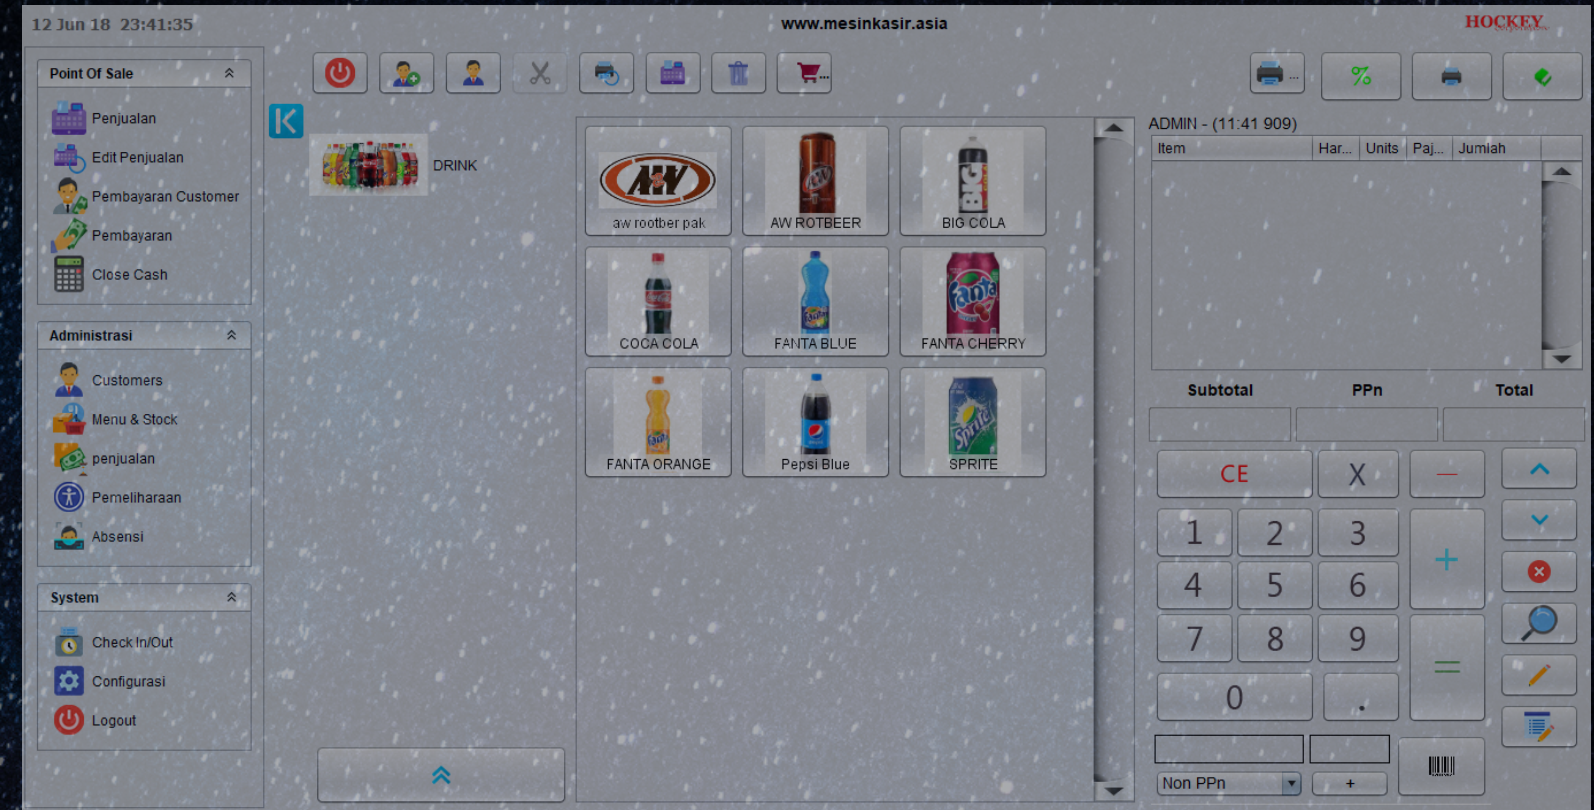 12 Jun 18 23:41:35
www.mesinkasir.asia
HOCKEY
Point Of Sale
Penjualan
Edit Penjualan
Pembayaran Customer
Pembayaran
Close Cash
Administrasi
Customers
Menu & Stock
penjualan
Pemeliharaan
Absensi
System
Check In/Out
Configurasi
Logout
...
DRINK
A&W
aw rootber pak
AW ROTBEER
BIG COLA
COCA COLA
FANTA BLUE
Fanta
FANTA CHERRY
Fanta
FANTA ORANGE
Pepsi Blue
Sprite
SPRITE
...
%
ADMIN - (11:41 909)
Item Har... Units Paj... Jumlah
Subtotal PPn Total
CE X —
1 2 3
+
4 5 6
7 8 9
=
0 .
Non PPn +